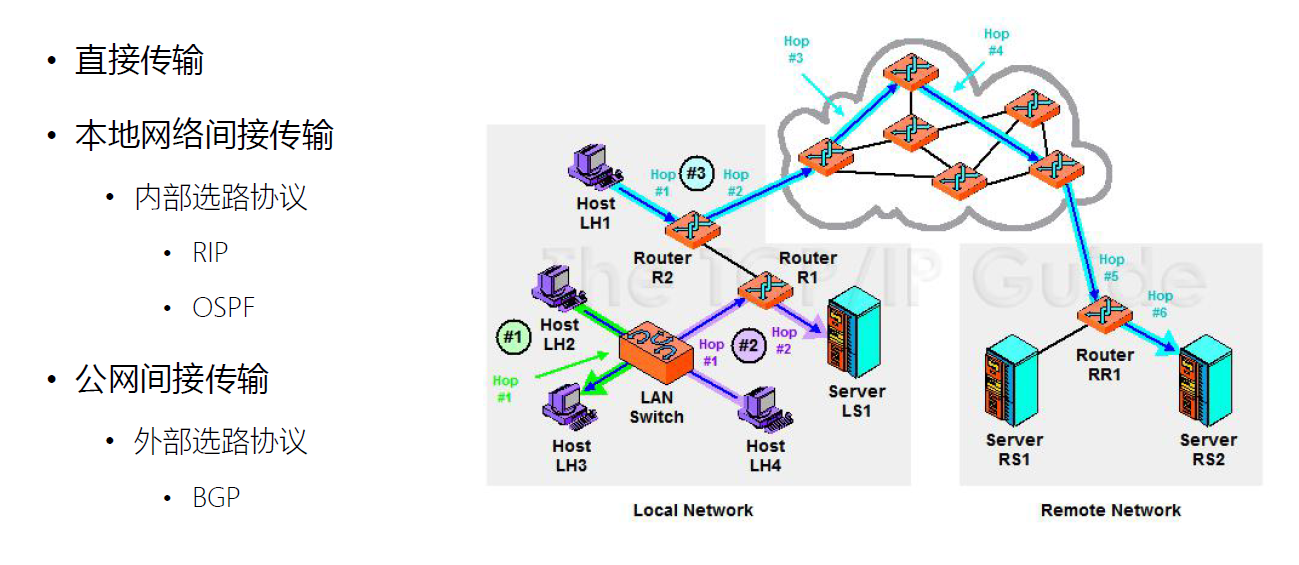 • 直接传输
• 本地网络间接传输
• 内部选路协议
• RIP
• OSPF
• 公网间接传输
• 外部选路协议
• BGP
Hop
#3
Hop
#4
Host
LH1
Hop
#1
#3
Hop
#2
Router
R2
Router
R1
The TCP/IP Guide
Host
LH2
#1
Hop
#1
Host
LH3
LAN
Switch
Hop
#1
#2
Hop
#2
Host
LH4
Server
LS1
Local Network
Hop
#5
Hop
#6
Router
RR1
Server
RS1
Server
RS2
Remote Network